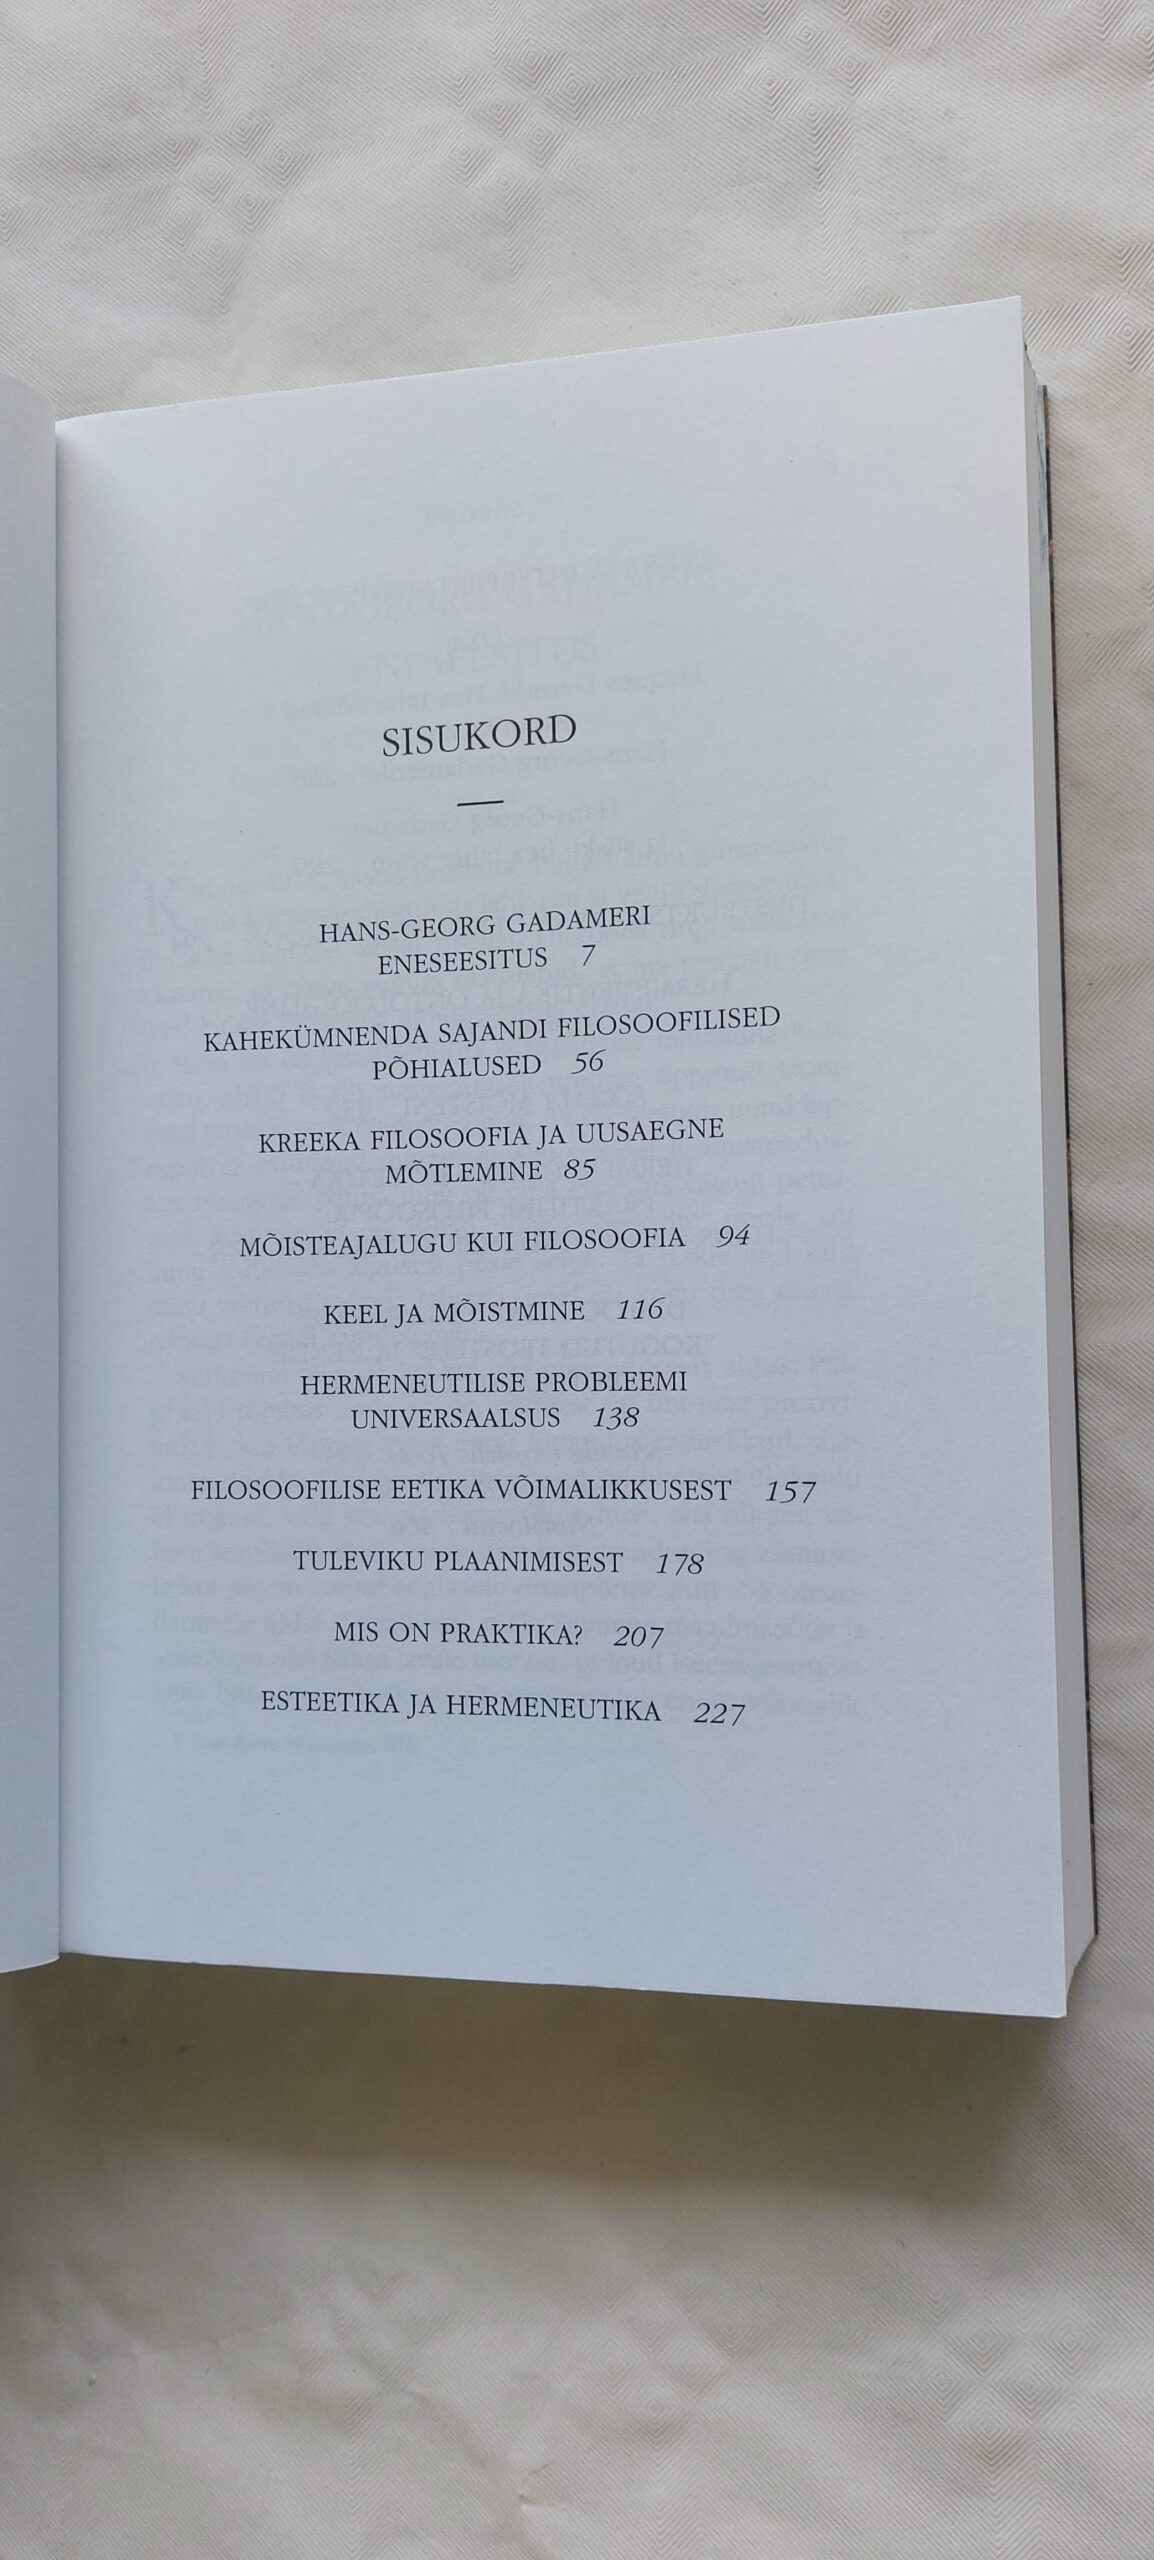 SISUKORD
HANS-GEORG GADAMERI
ENESEESITUS 7
KAHEKÜMNENDA SAJANDI FILOSOOFILISED
PÕHIALUSED 56
KREEKA FILOSOOFIA JA UUSAEGNE
MÕTLEMINE 85
MÕISTEAJALUGU KUI FILOSOOFIA 94
KEEL JA MÕISTMINE 116
HERMENEUTILISE PROBLEEMI
UNIVERSAALSUS 138
FILOSOOFILISE EETIKA VÕIMALIKKUSEST 157
TULEVIKU PLAANIMISEST 178
MIS ON PRAKTIKA? 207
ESTEETIKA JA HERMENEUTIKA 227